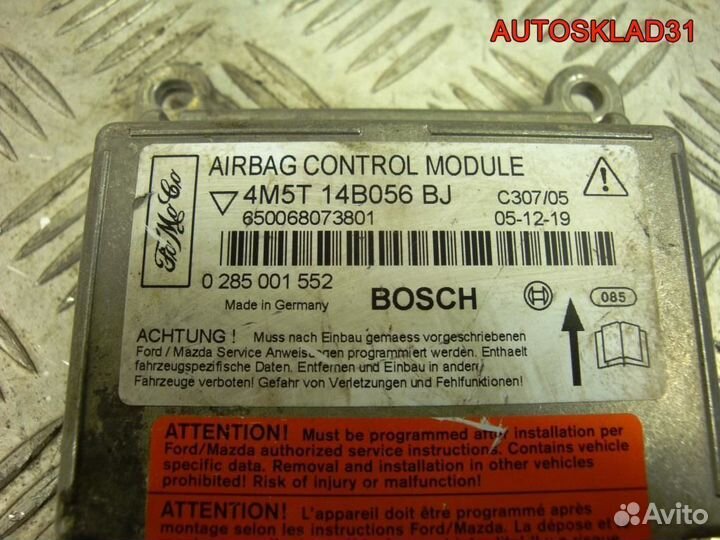 AUTOSKLAD31
AIRBAG CONTROL MODULE
4M5T 14B056 BJ
C307/05
650068073801
05-12-19
0 285 001 552
Made in Germany
BOSCH
085
ACHTUNG ! Muss nach Einbau gemaess vorgeschriebenen
Ford / Mazda Service programmiert werden. Enthaelt
fahrzeugspezifische Daten. Entfernen und Einbau in andere
Fahrzeuge verboten! Gefahr von Verletzungen und Fehlfunktionen!
ATTENTION! Must be programmed after installation per
Ford/Mazda authorized service instructions. Contains vehicle
specific data. Removal and installation in other vehicles
prohibited! Risk of injury or malfunction!
ATTENTION! L'appareil doit être programmé après
montage selon les instructions Ford/Mazda. La dépose et
Avito